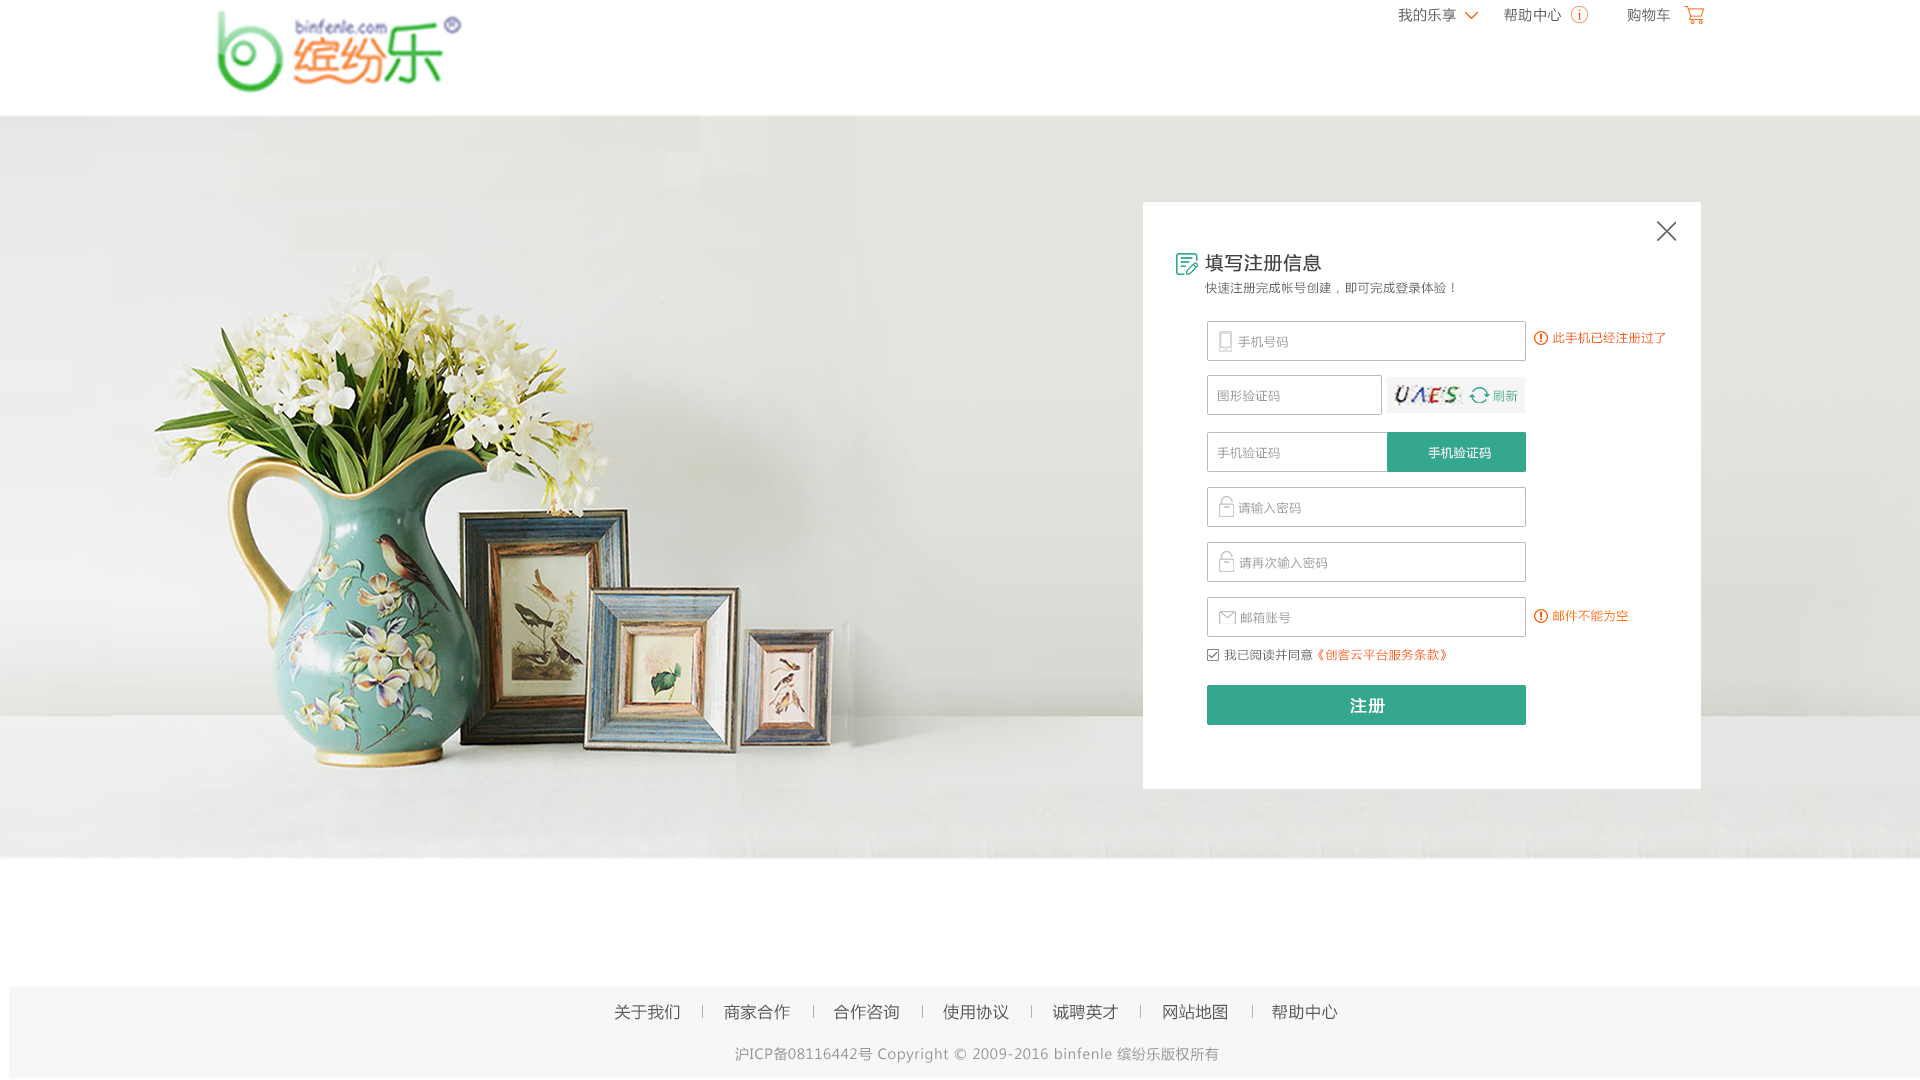 binfenle.com
缤纷乐®
我的乐享
帮助中心
购物车
填写注册信息
快速注册完成帐号创建，即可完成登录体验！
手机号码
此手机已经注册过了
图形验证码
UAES
刷新
手机验证码
手机验证码
请输入密码
请再次输入密码
邮箱账号
邮件不能为空
我已阅读并同意《创客云平台服务条款》
注册
关于我们
商家合作
合作咨询
使用协议
诚聘英才
网站地图
帮助中心
沪ICP备08116442号 Copyright © 2009-2016 binfenle 缤纷乐版权所有